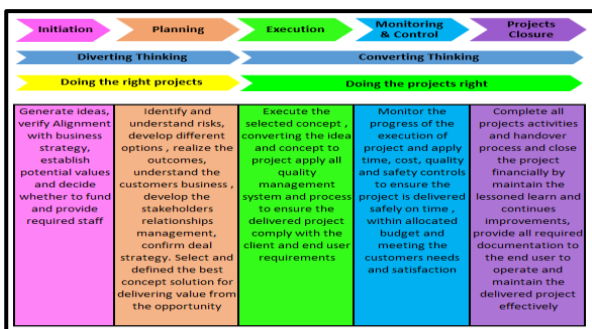 Initiation
Planning
Execution
Monitoring
& Control
Projects
Closure
Diverting Thinking
Converting Thinking
Doing the right projects
Doing the projects right
Generate ideas,
verify Alignment
with business
strategy,
establish
potential values
and decide
whether to fund
and provide
required staff
Identify and
understand risks,
develop different
options , realize the
outcomes,
understand the
customers business ,
develop the
stakeholders
relationships
management,
confirm deal
strategy. Select and
defined the best
concept solution for
delivering value from
the opportunity
Execute the
selected concept ,
converting the idea
and concept to
project apply all
quality
management
system and process
to ensure the
delivered project
comply with the
client and end user
requirements
Monitor the
progress of the
execution of
project and apply
time, cost, quality
and safety controls
to ensure the
project is delivered
safely on time ,
within allocated
budget and
meeting the
customers needs
and satisfaction
Complete all
projects activities
and handover
process and close
the project
financially by
maintain the
lessoned learn and
continues
improvements,
provide all required
documentation to
the end user to
operate and
maintain the
delivered project
effectively